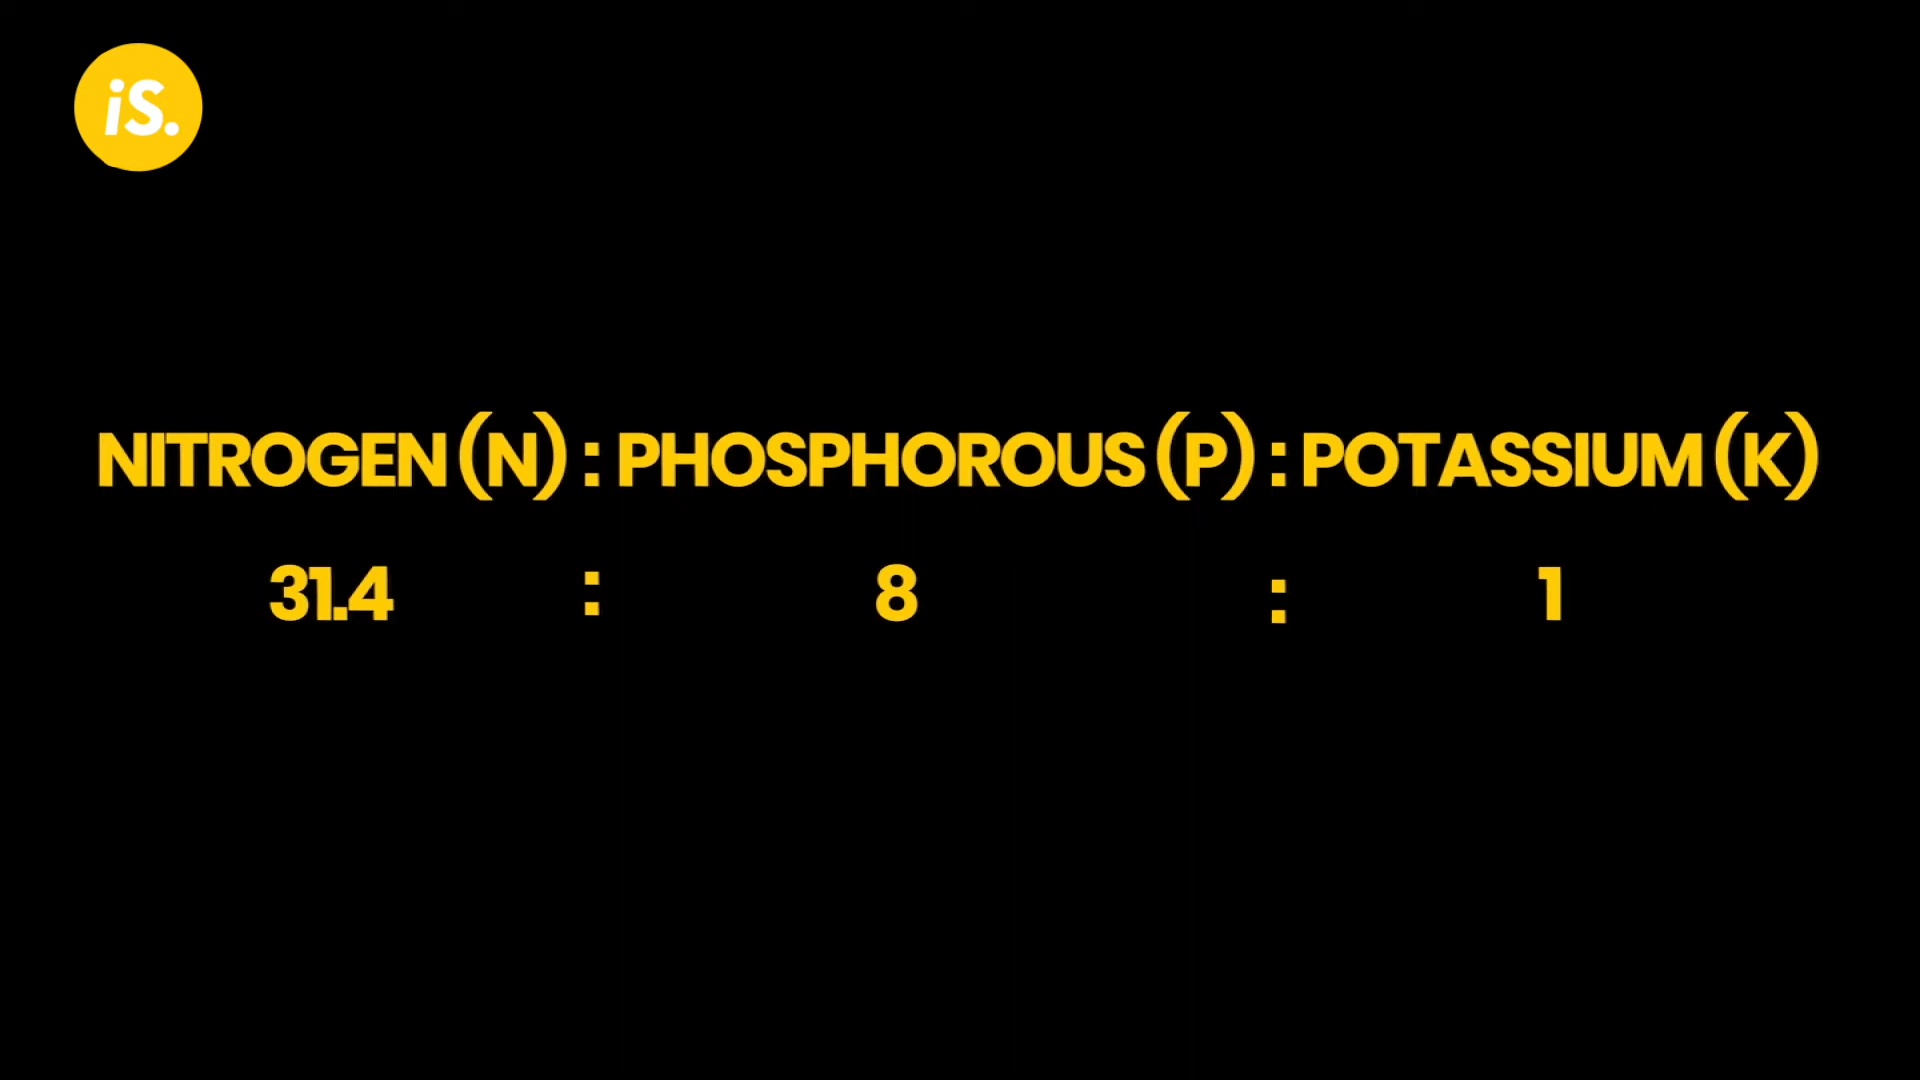 iS.
NITROGEN (N) : PHOSPHOROUS (P) : POTASSIUM (K)
31.4 : 8 : 1